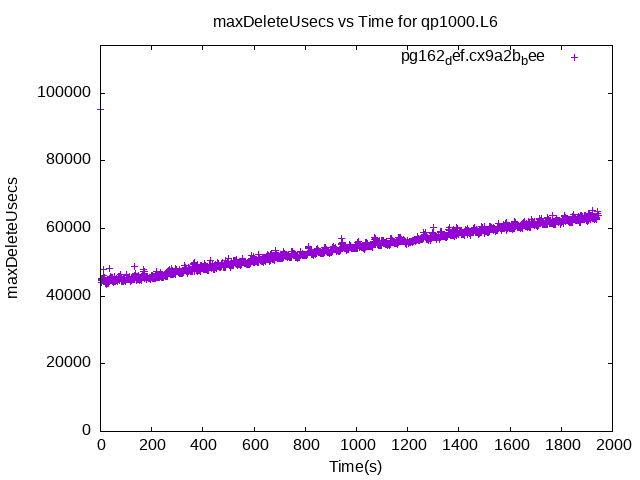 maxDeleteUsecs vs Time for qp1000.L6
pg162def.cx9a2bbee
maxDeleteUsecs
100000
80000
60000
40000
20000
0
0 200 400 600 800 1000 1200 1400 1600 1800 2000
Time(s)